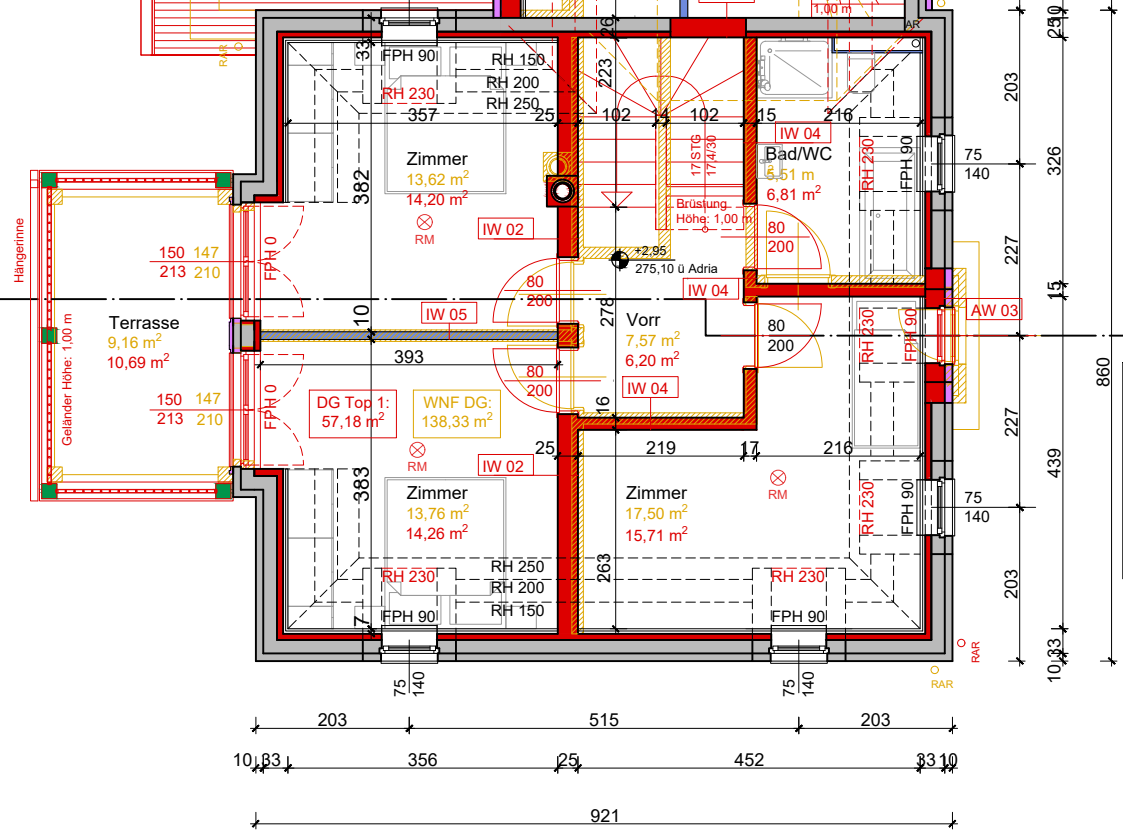 1,00 m
AR
RAR
FPH 90
RH 230
RH 150
RH 200
RH 250
33
26
223
25 10
203
860
357
25
102
14
102
15
216
IW 04
Zimmer
13,62 m²
14,20 m²
382
RM
IW 02
17 STG
17,4/30
Bad/WC
6,81 m²
RH 230
FPH 90
75
140
326
Brüstung
Höhe: 1,00 m
80
200
+2,95
275,10 ü Adria
227
Hängerinne
150 147
213 210
FPH 0
80
200
IW 04
278
15
Terrasse
9,16 m²
10,69 m²
10
IW 05
Vorr
7,57 m²
6,20 m²
80
200
RH 230
FPH 90
AW 03
Geländer Höhe: 1,00 m
393
80
200
IW 04
150 147
213 210
FPH 0
DG Top 1:
57,18 m²
WNF DG:
138,33 m²
16
227
25
219
17
216
439
RM
IW 02
RM
383
Zimmer
13,76 m²
14,26 m²
Zimmer
17,50 m²
15,71 m²
RH 230
FPH 90
75
140
RH 250
RH 200
RH 150
RH 230
FPH 90
7
263
RH 230
FPH 90
203
10 33
RAR
RAR
75
140
75
140
203
515
203
10 33
356
25
452
33 10
921